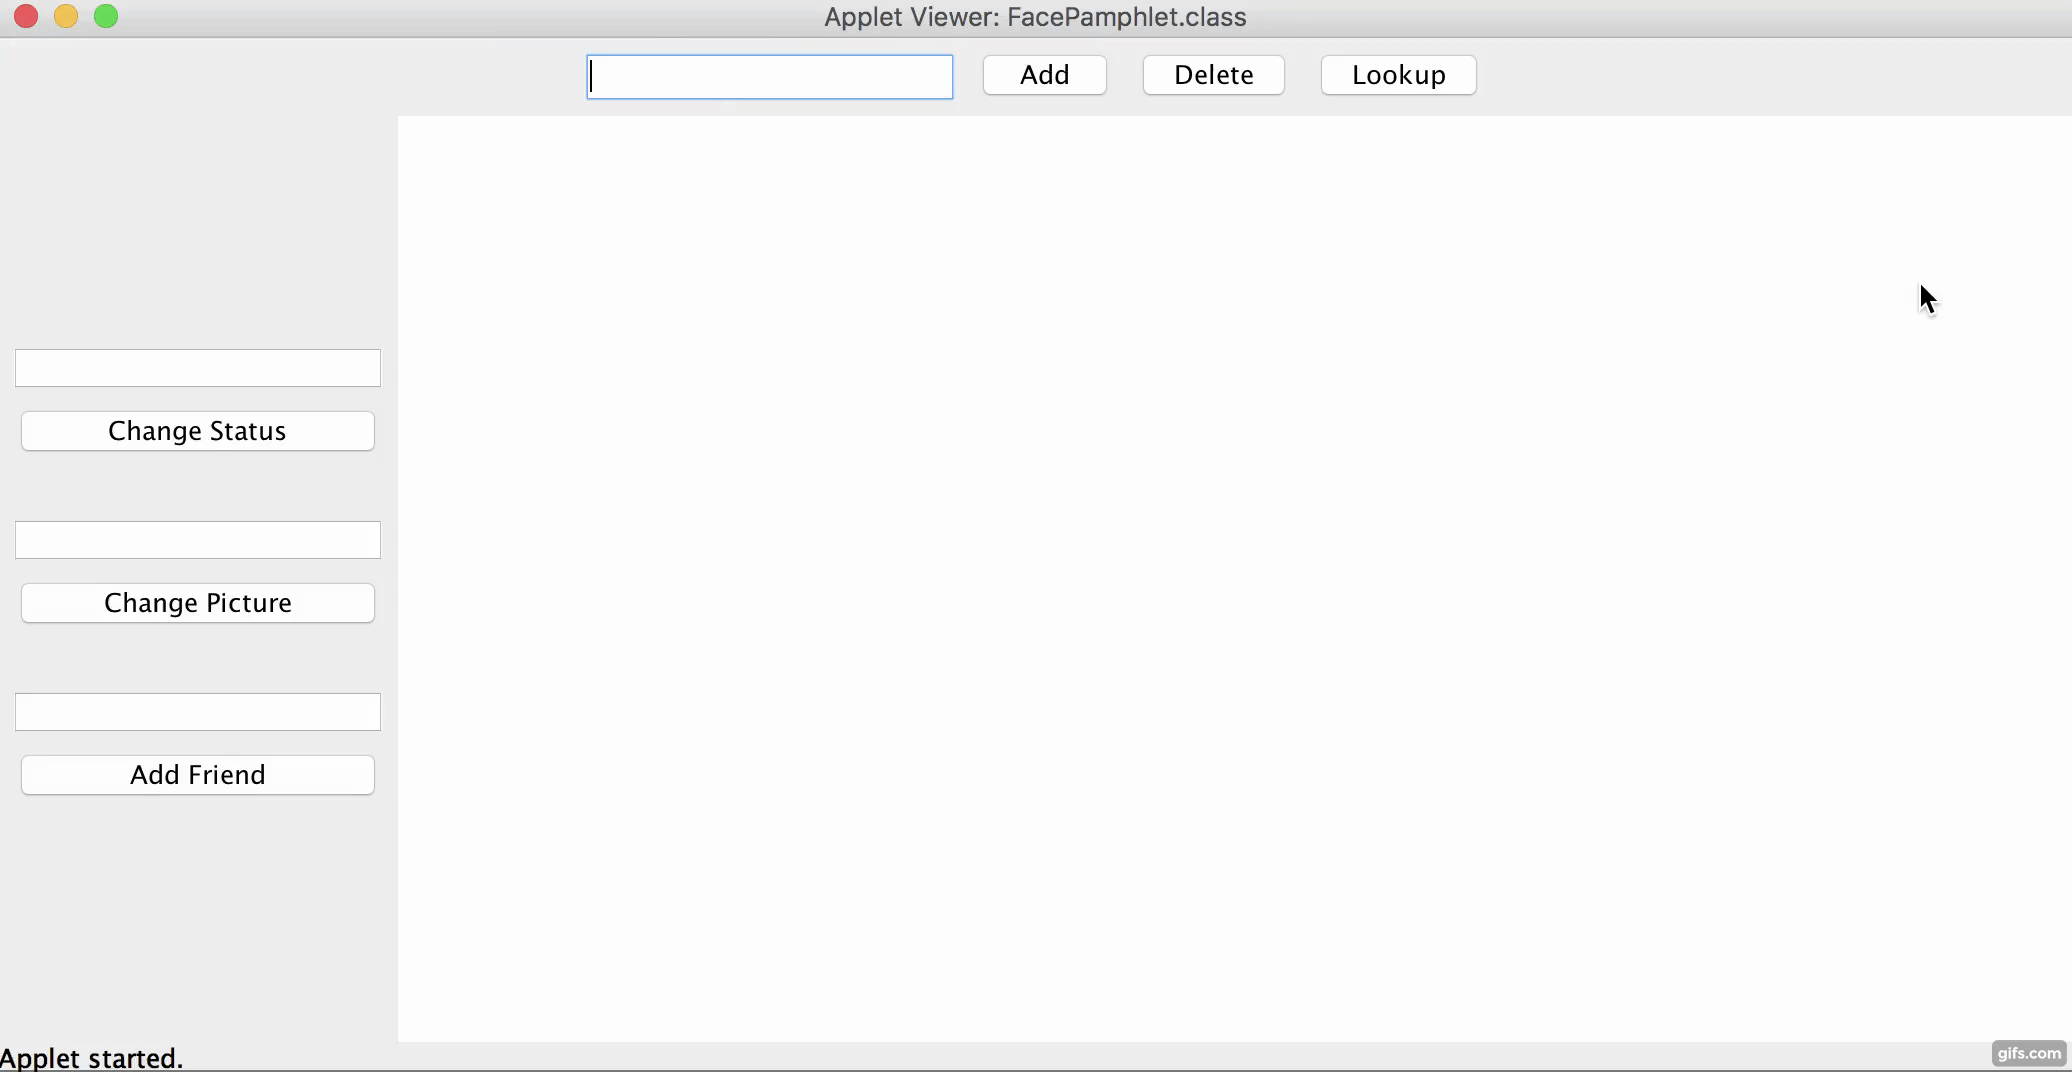 Applet Viewer: FacePamphlet.class
Add Delete Lookup
Change Status
Change Picture
Add Friend
Applet started.
gifs.com